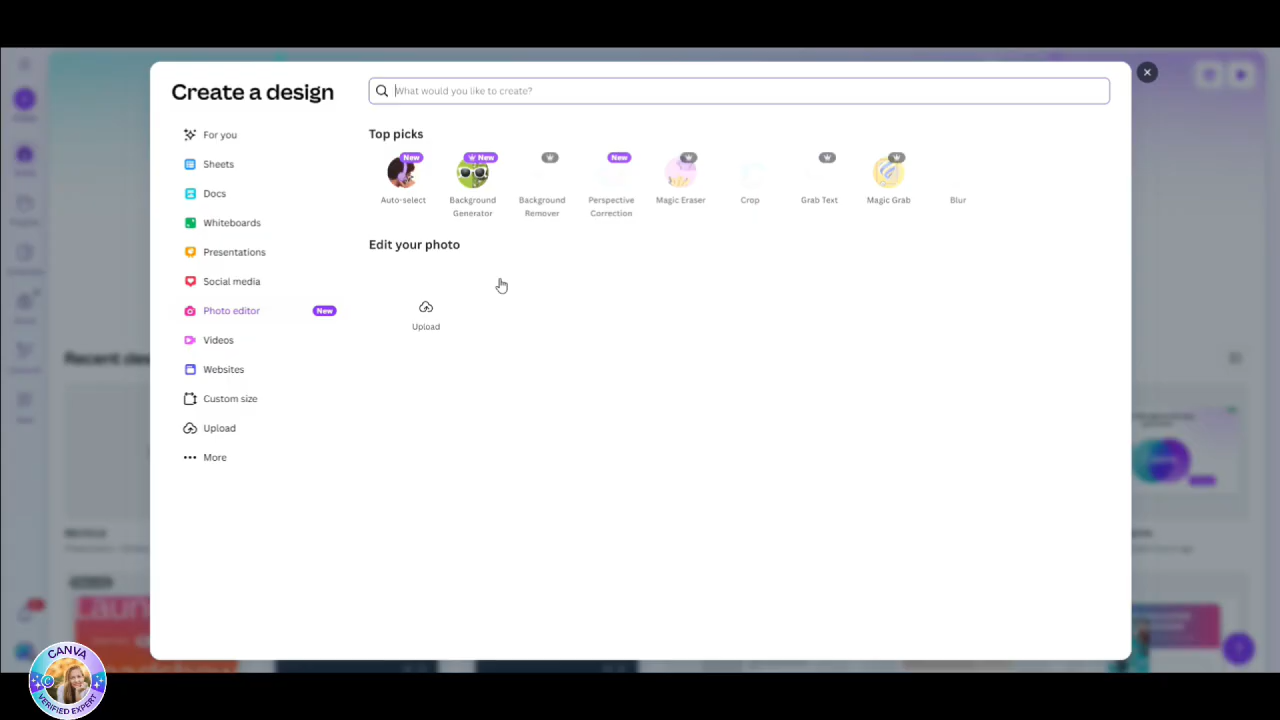 Create a design
What would you like to create?
For you
Sheets
Docs
Whiteboards
Presentations
Social media
Photo editor New
Videos
Websites
Custom size
Upload
More
Top picks
New
New
New
Auto-select
Background
Generator
Background
Remover
Perspective
Correction
Magic Eraser
Crop
Grab Text
Magic Grab
Blur
Edit your photo
Upload
Recent des
CANVA
VERIFIED EXPERT